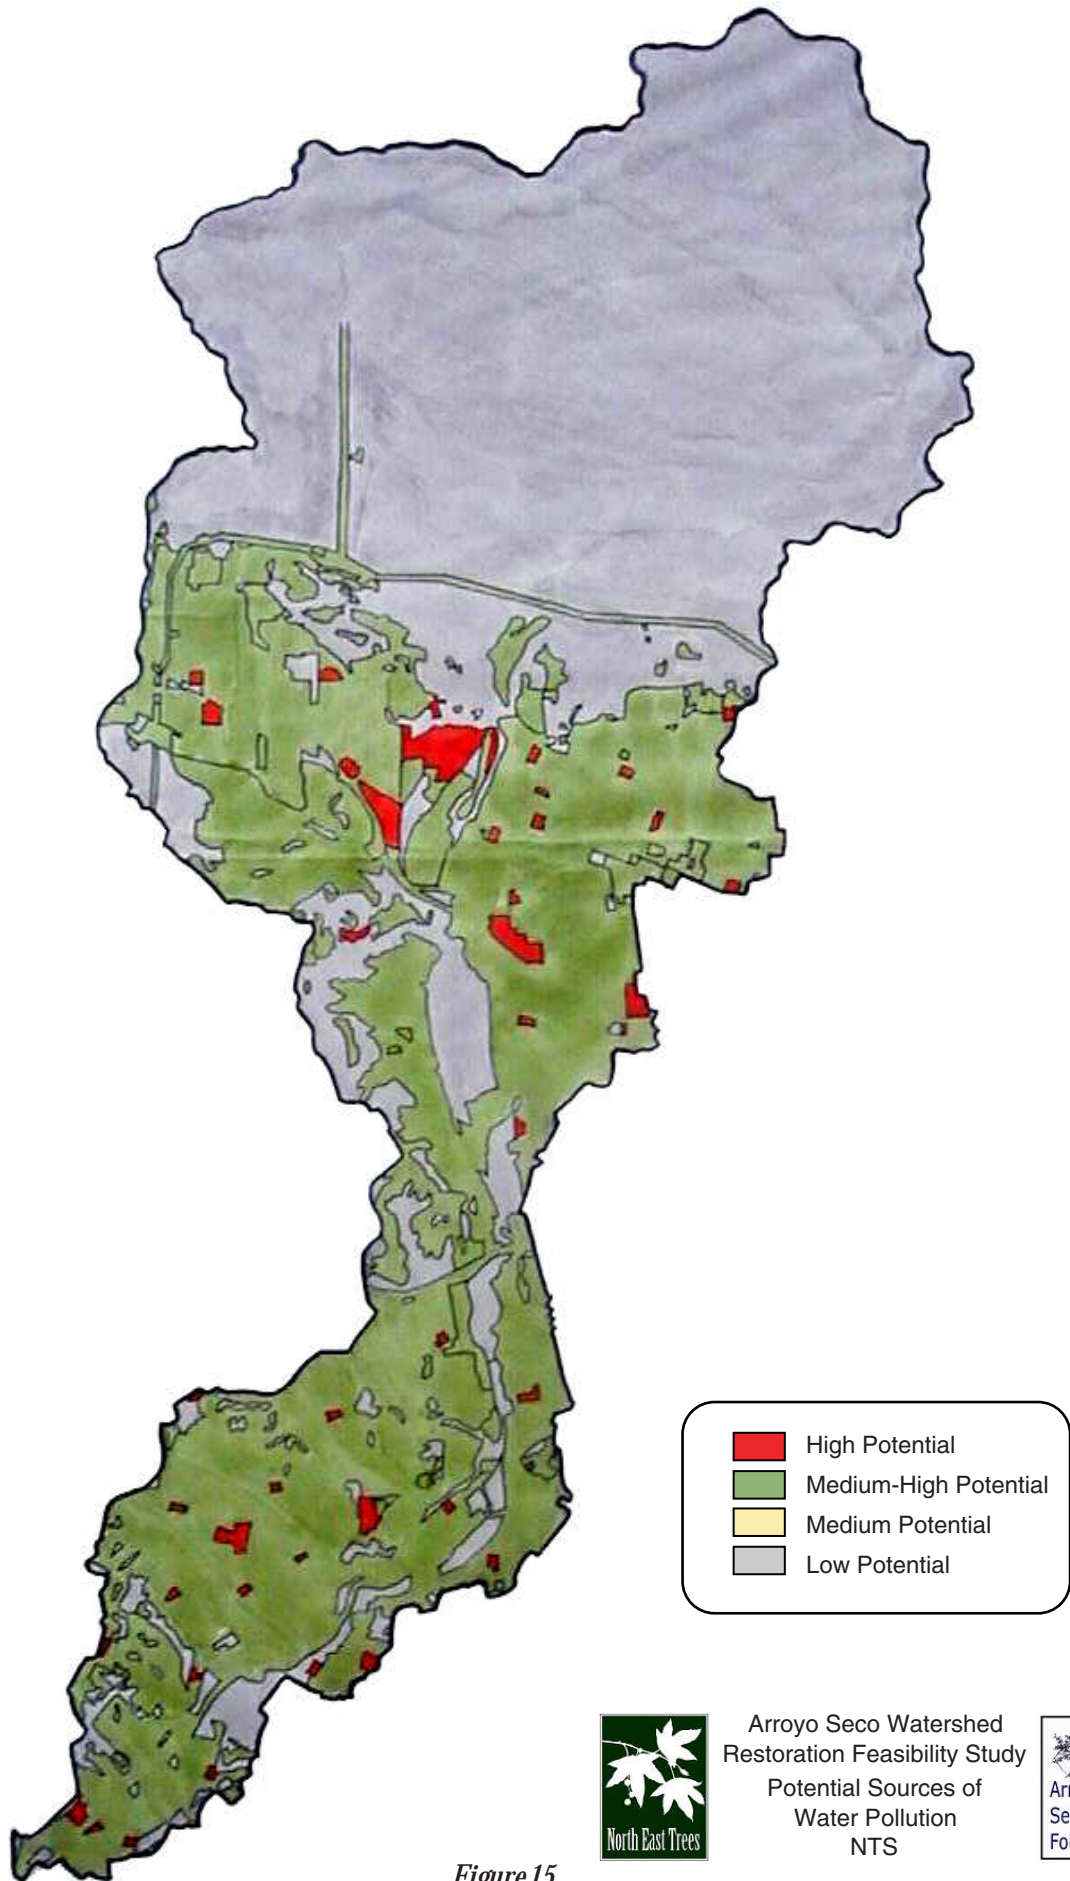 High Potential
Medium-High Potential
Medium Potential
Low Potential
North East Trees
Arroyo Seco Watershed
Restoration Feasibility Study
Potential Sources of
Water Pollution
NTS
Figure 15